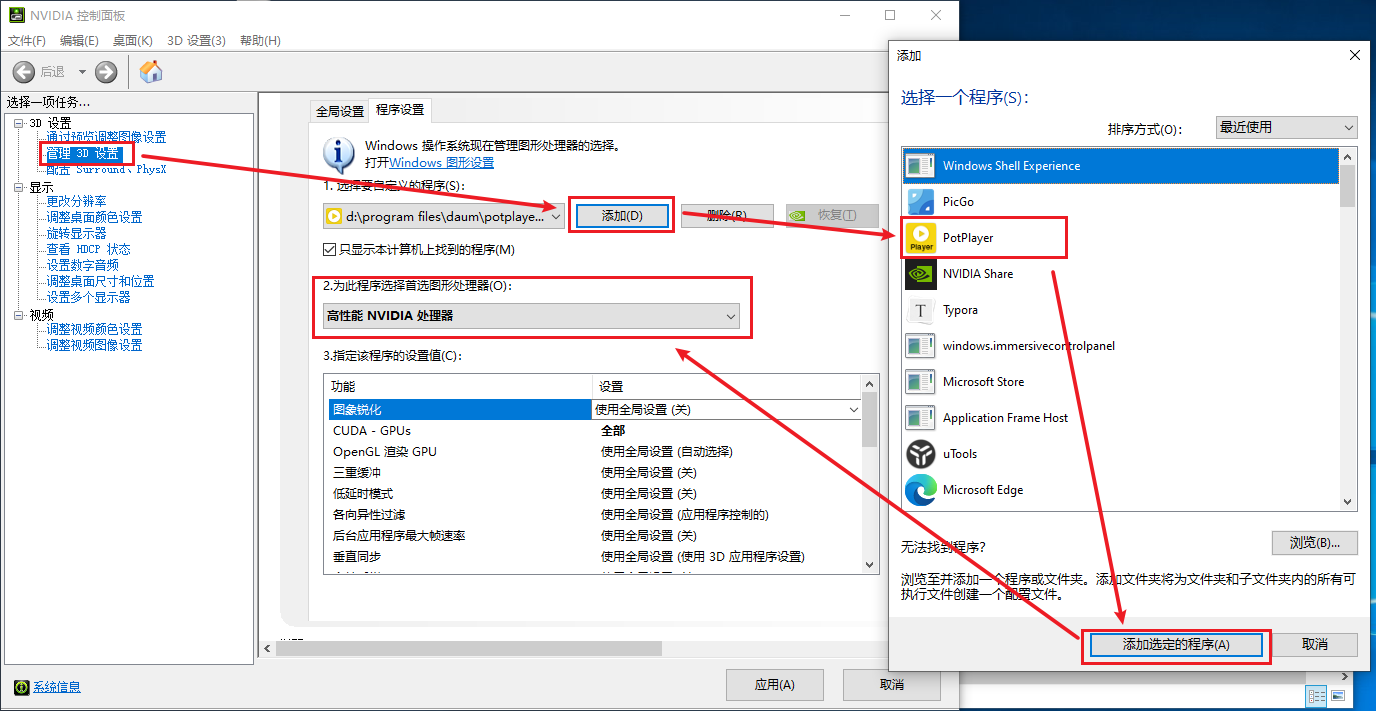 NVIDIA 控制面板
文件(F) 编辑(E) 桌面(K) 3D 设置(3) 帮助(H)
后退
选择一项任务...
3D 设置
通过预览调整图像设置
管理 3D 设置
配置 Surround、PhysX
显示
更改分辨率
调整桌面颜色设置
旋转显示器
查看 HDCP 状态
设置数字音频
调整桌面尺寸和位置
设置多个显示器
视频
调整视频颜色设置
调整视频图像设置
系统信息
全局设置 程序设置
Windows 操作系统现在管理图形处理器的选择。
打开Windows 图形设置
1. 选择要自定义的程序(S):
d:\program files\daum\potplaye... 添加(D) 删除(R) 恢复(T)
只显示本计算机上找到的程序(M)
2.为此程序选择首选图形处理器(O):
高性能 NVIDIA 处理器
3.指定该程序的设置值(C):
功能 设置
图象锐化 使用全局设置 (关)
CUDA - GPUs 全部
OpenGL 渲染 GPU 使用全局设置 (自动选择)
三重缓冲 使用全局设置 (关)
低延时模式 使用全局设置 (关)
各向异性过滤 使用全局设置 (应用程序控制的)
后台应用程序最大帧速率 使用全局设置 (关)
垂直同步 使用全局设置 (使用 3D 应用程序设置)
应用(A) 取消
添加
选择一个程序(S):
排序方式(O): 最近使用
Windows Shell Experience
PicGo
Player PotPlayer
NVIDIA Share
T Typora
windows.immersivecontrolpanel
Microsoft Store
Application Frame Host
uTools
Microsoft Edge
无法找到程序? 浏览(B)...
浏览至并添加一个程序或文件夹。添加文件夹将为文件夹和子文件夹内的所有可
执行文件创建一个配置文件。
添加选定的程序(A) 取消